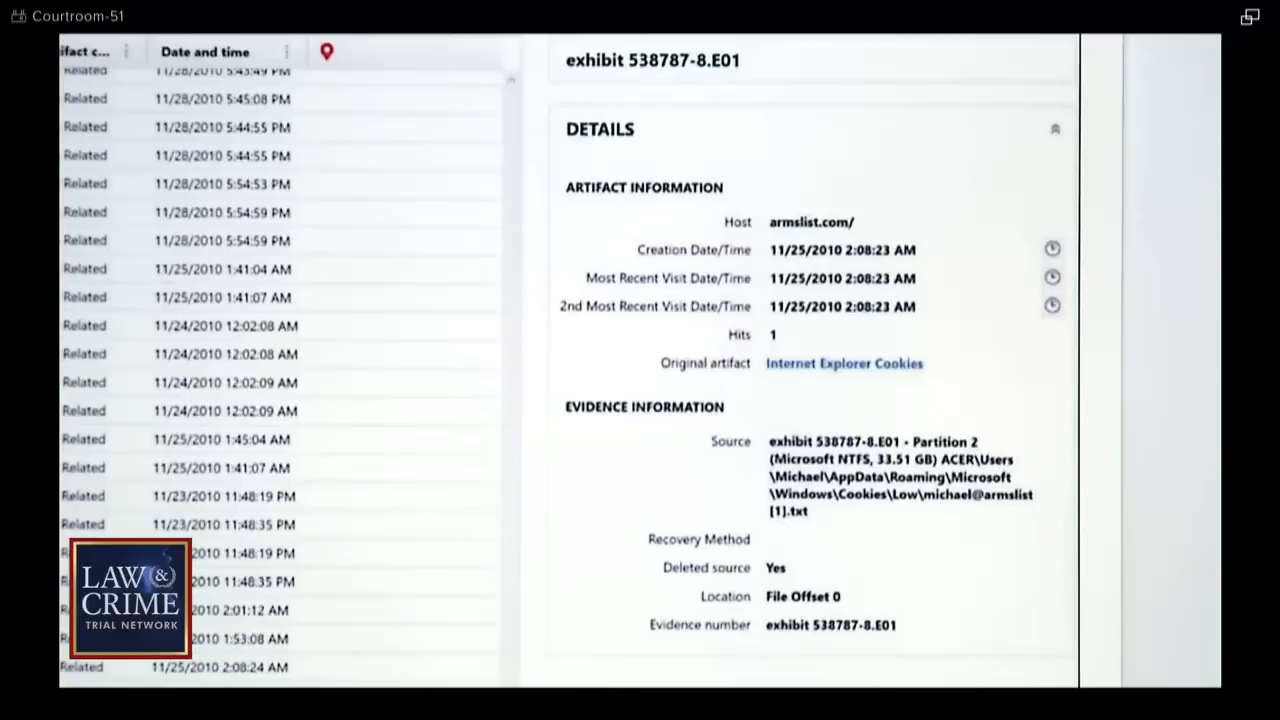 Courtroom-51
ifact c... Date and time
Related 11/28/2010 5:43:49 PM
Related 11/28/2010 5:45:08 PM
Related 11/28/2010 5:44:55 PM
Related 11/28/2010 5:44:55 PM
Related 11/28/2010 5:54:53 PM
Related 11/28/2010 5:54:59 PM
Related 11/28/2010 5:54:59 PM
Related 11/25/2010 1:41:04 AM
Related 11/25/2010 1:41:07 AM
Related 11/24/2010 12:02:08 AM
Related 11/24/2010 12:02:08 AM
Related 11/24/2010 12:02:09 AM
Related 11/24/2010 12:02:09 AM
Related 11/25/2010 1:45:04 AM
Related 11/25/2010 1:41:07 AM
Related 11/23/2010 11:48:19 PM
Related 11/23/2010 11:48:35 PM
2010 11:48:19 PM
2010 11:48:35 PM
2010 2:01:12 AM
2010 1:53:08 AM
Related 11/25/2010 2:08:24 AM
LAW &
CRIME
TRIAL NETWORK
exhibit 538787-8.E01
DETAILS
ARTIFACT INFORMATION
Host armslist.com/
Creation Date/Time 11/25/2010 2:08:23 AM
Most Recent Visit Date/Time 11/25/2010 2:08:23 AM
2nd Most Recent Visit Date/Time 11/25/2010 2:08:23 AM
Hits 1
Original artifact Internet Explorer Cookies
EVIDENCE INFORMATION
Source exhibit 538787-8.E01 - Partition 2
(Microsoft NTFS, 33.51 GB) ACER\Users
\Michael\AppData\Roaming\Microsoft
\Windows\Cookies\Low\michael@armslist
[1].txt
Recovery Method
Deleted source Yes
Location File Offset 0
Evidence number exhibit 538787-8.E01